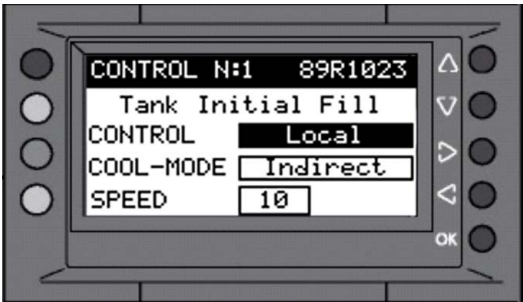 CONTROL N:1 89R1023
Tank Initial Fill
CONTROL Local
COOL-MODE Indirect
SPEED 10
OK